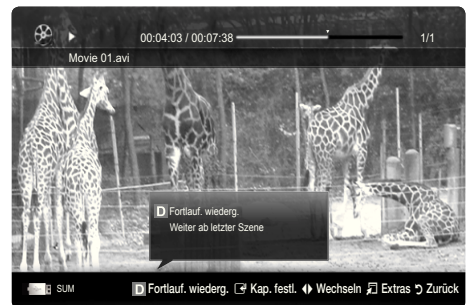 00:04:03 / 00:07:38 1/1
Movie 01.avi
D Fortlauf. wiederg.
Weiter ab letzter Szene
SUM D Fortlauf. wiederg. Kap. festl. Wechseln Extras Zurück